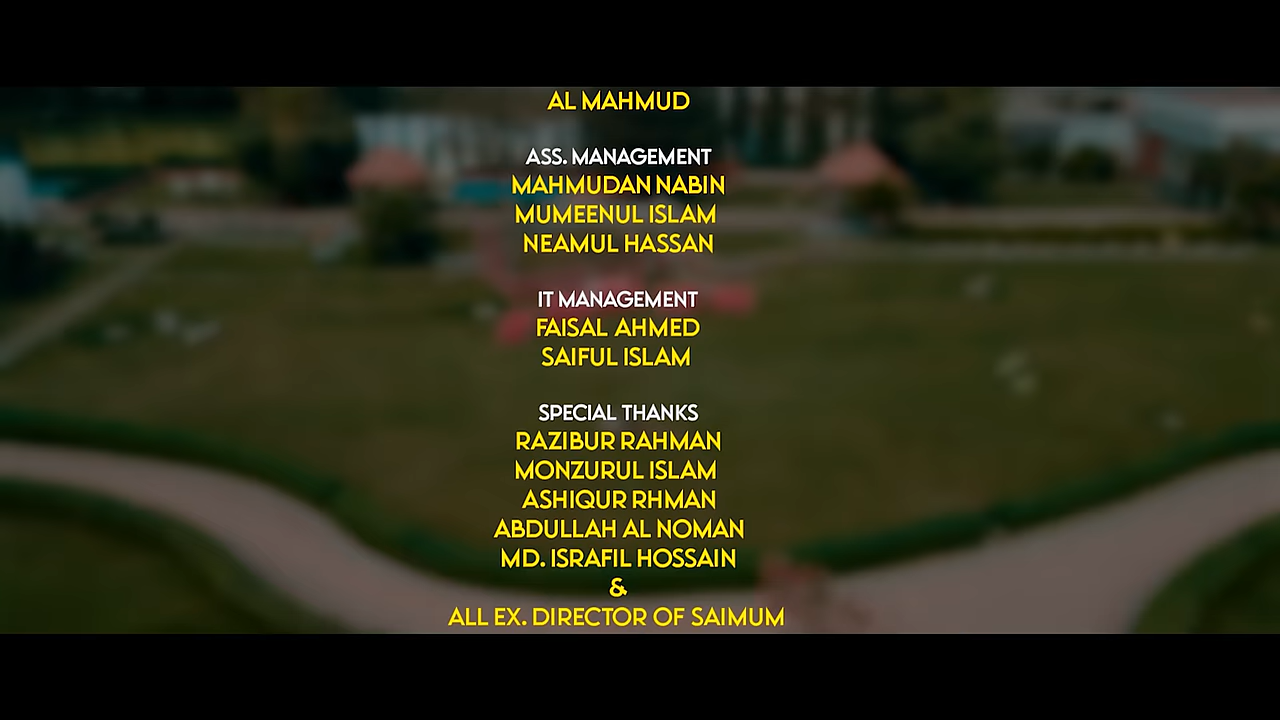 AL MAHMUD
ASS. MANAGEMENT
MAHMUDAN NABIN
MUMEENUL ISLAM
NEAMUL HASSAN
IT MANAGEMENT
FAISAL AHMED
SAIFUL ISLAM
SPECIAL THANKS
RAZIBUR RAHMAN
MONZURUL ISLAM
ASHIQUR RHMAN
ABDULLAH AL NOMAN
MD. ISRAFIL HOSSAIN
&
ALL EX. DIRECTOR OF SAIMUM